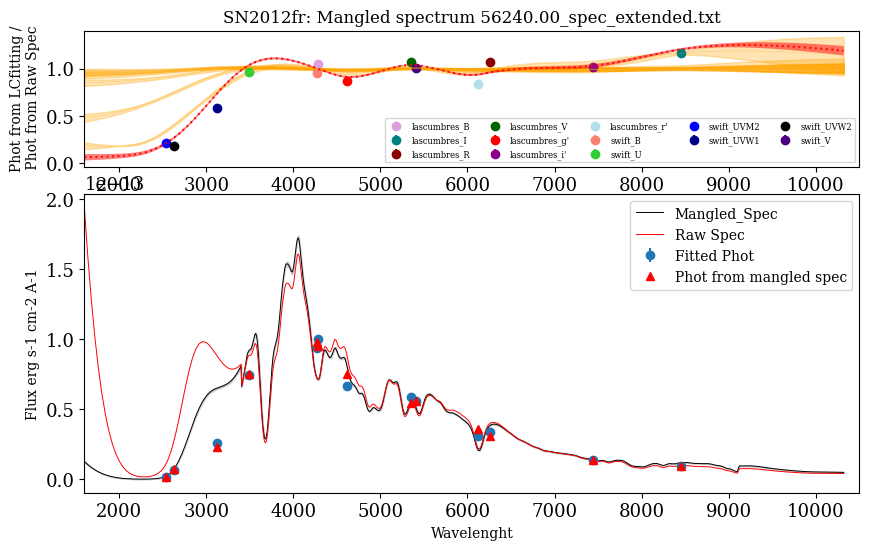 SN2012fr: Mangled spectrum 56240.00_spec_extended.txt
Phot from LCfitting /
Phot from Raw Spec
1.0
0.5
0.0
lascumbres_B lascumbres_V lascumbres_r' swift_UVM2 swift_UVW2
lascumbres_I lascumbres_g' swift_B swift_UVW1 swift_V
lascumbres_R lascumbres_i' swift_U
2000 3000 4000 5000 6000 7000 8000 9000 10000
Flux erg s-1 cm-2 A-1
2.0
1.5
1.0
0.5
0.0
Mangled_Spec
Raw Spec
Fitted Phot
Phot from mangled spec
2000 3000 4000 5000 6000 7000 8000 9000 10000
Wavelenght